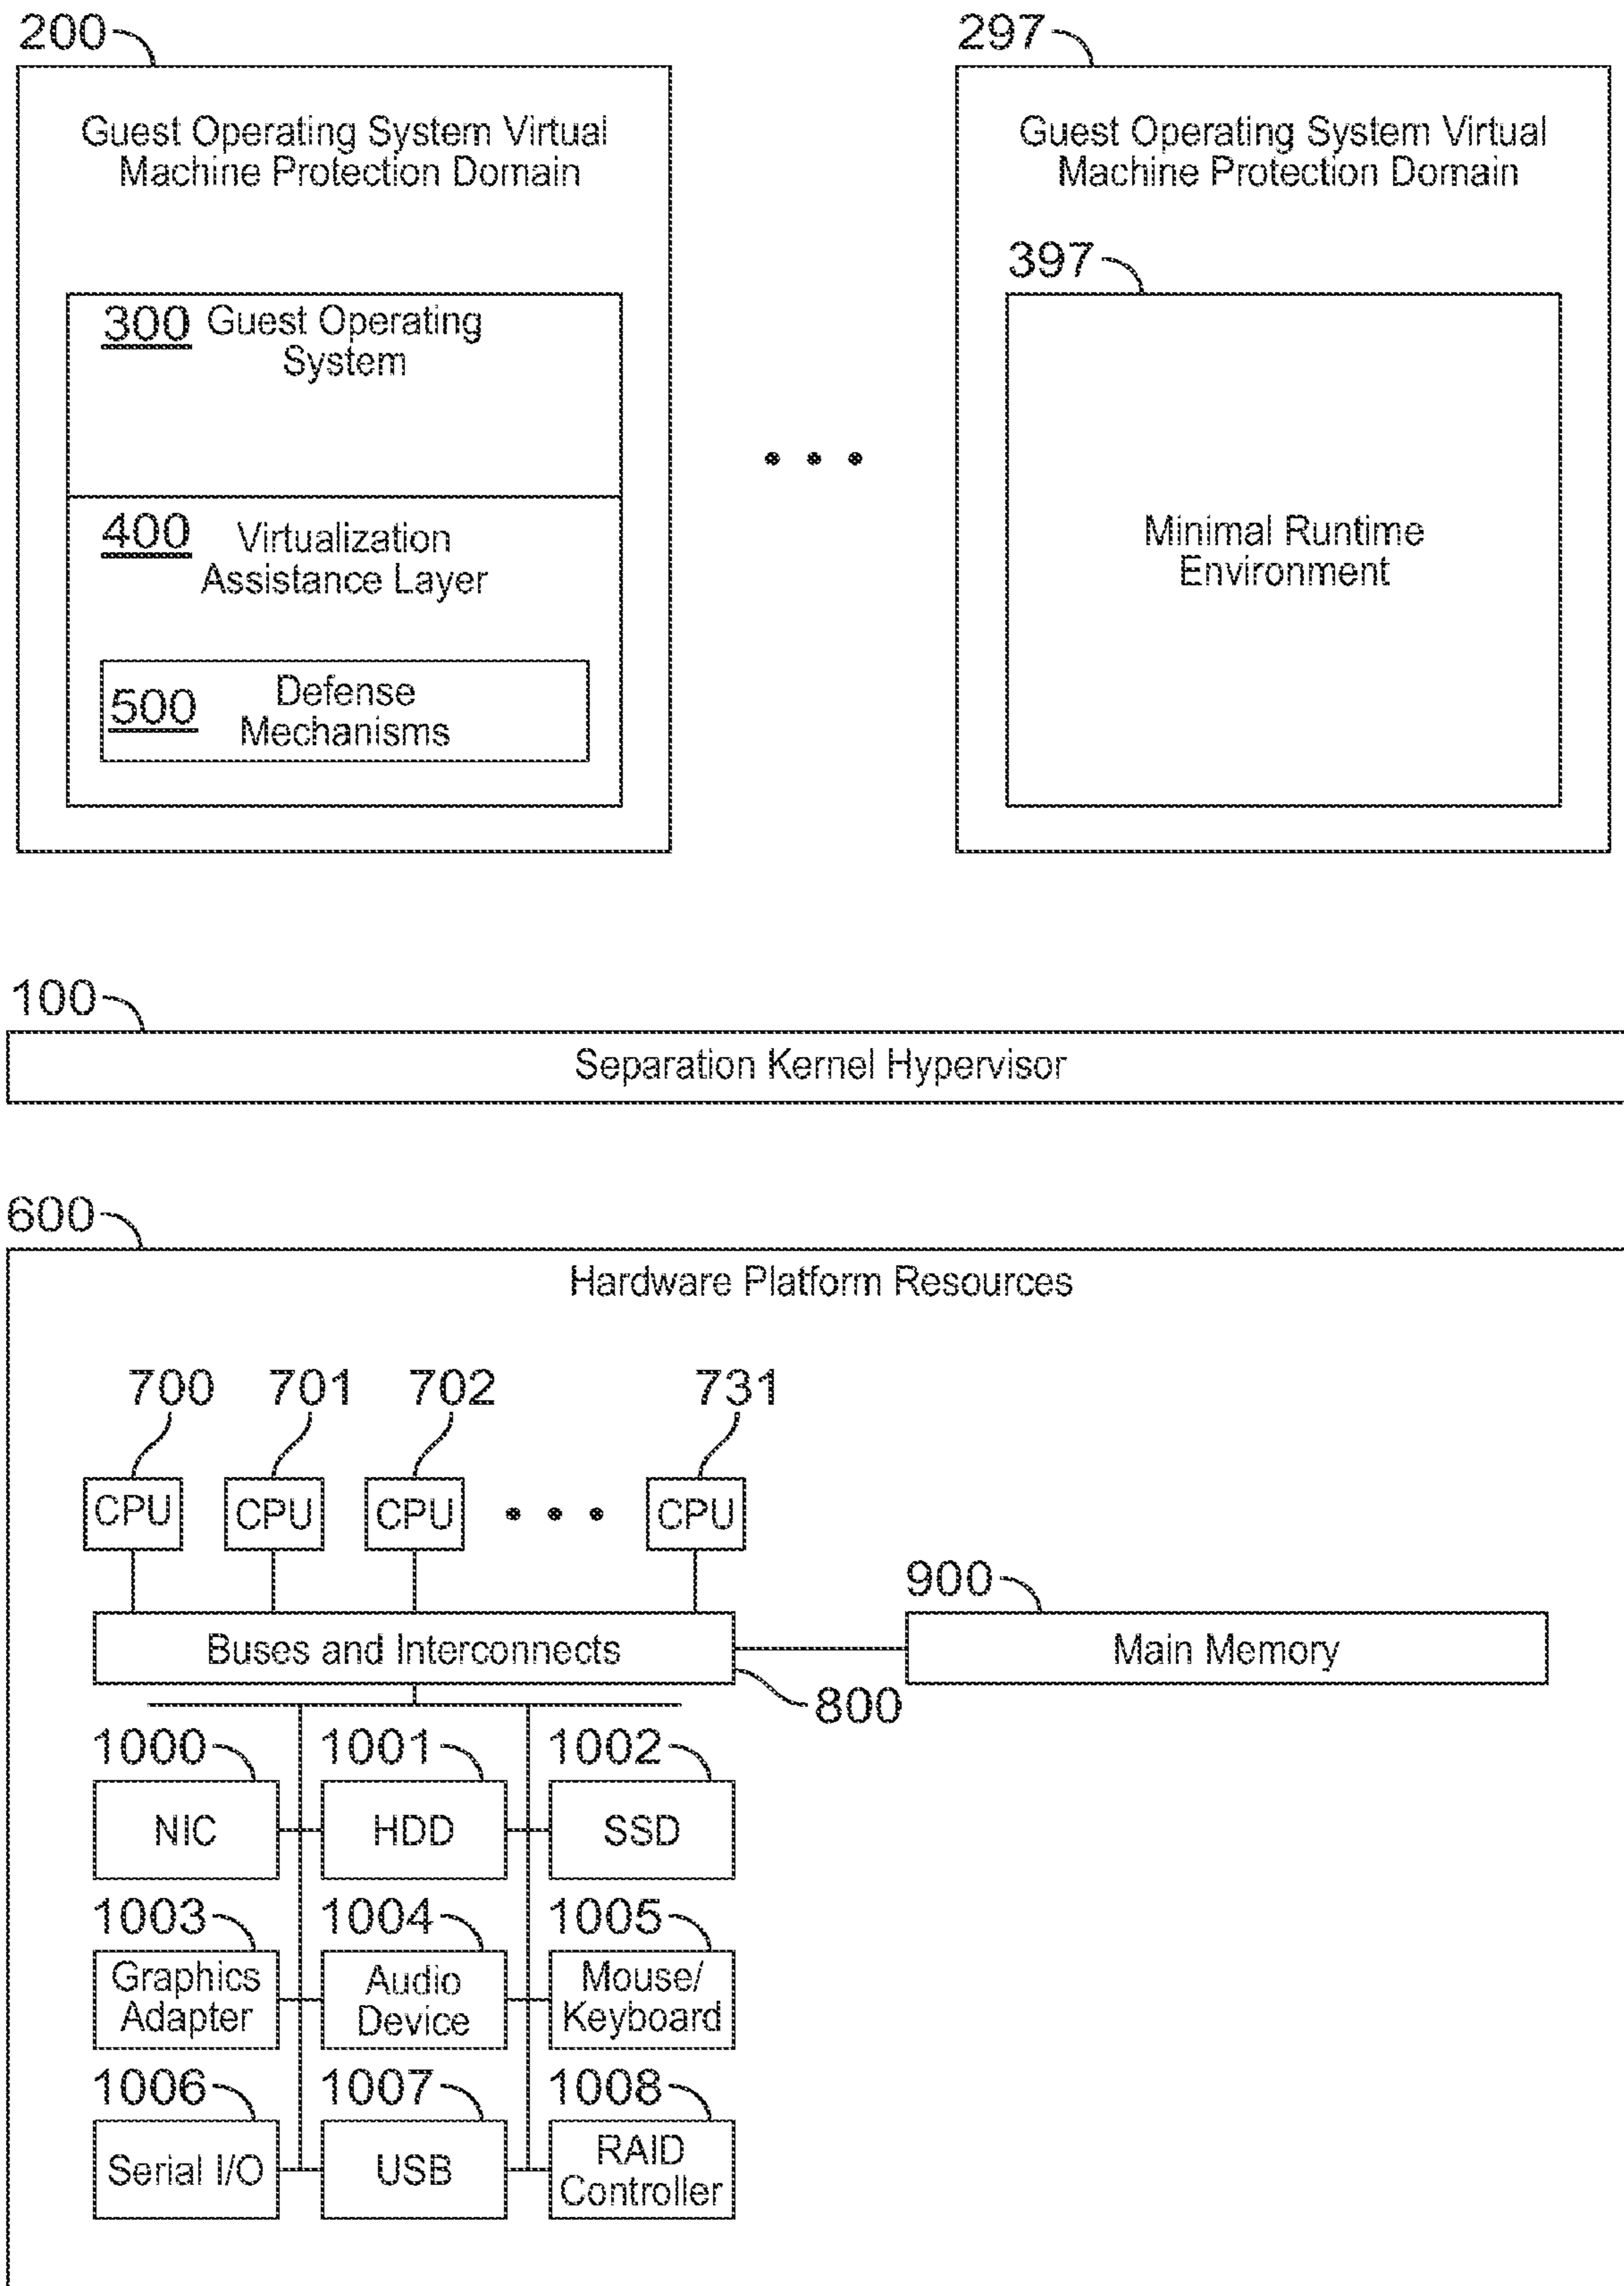 200
297
Guest Operating System Virtual
Machine Protection Domain
Guest Operating System Virtual
Machine Protection Domain
397
300 Guest Operating
System
400 Virtualization
Assistance Layer
500 Defense
Mechanisms
Minimal Runtime
Environment
100
Separation Kernel Hypervisor
600
Hardware Platform Resources
700 701 702 731
CPU CPU CPU CPU
900
Buses and Interconnects
Main Memory
800
1000 1001 1002
NIC HDD SSD
1003 1004 1005
Graphics
Adapter
Audio
Device
Mouse/
Keyboard
1006 1007 1008
Serial I/O
USB
RAID
Controller